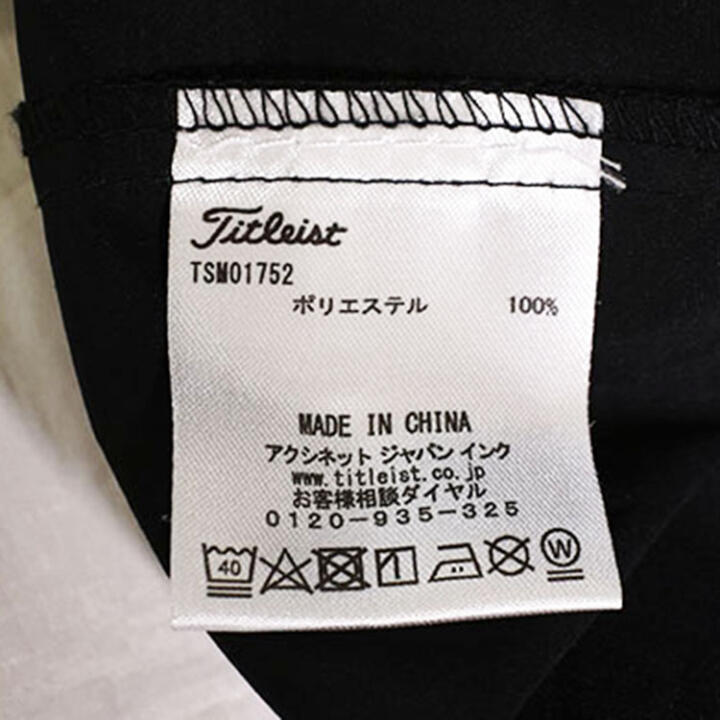 Titleist
TSM01752
ポリエステル 100%
MADE IN CHINA
アクシネット ジャパン インク
www.titleist.co.jp
お客様相談ダイヤル
0120-935-325
40
W